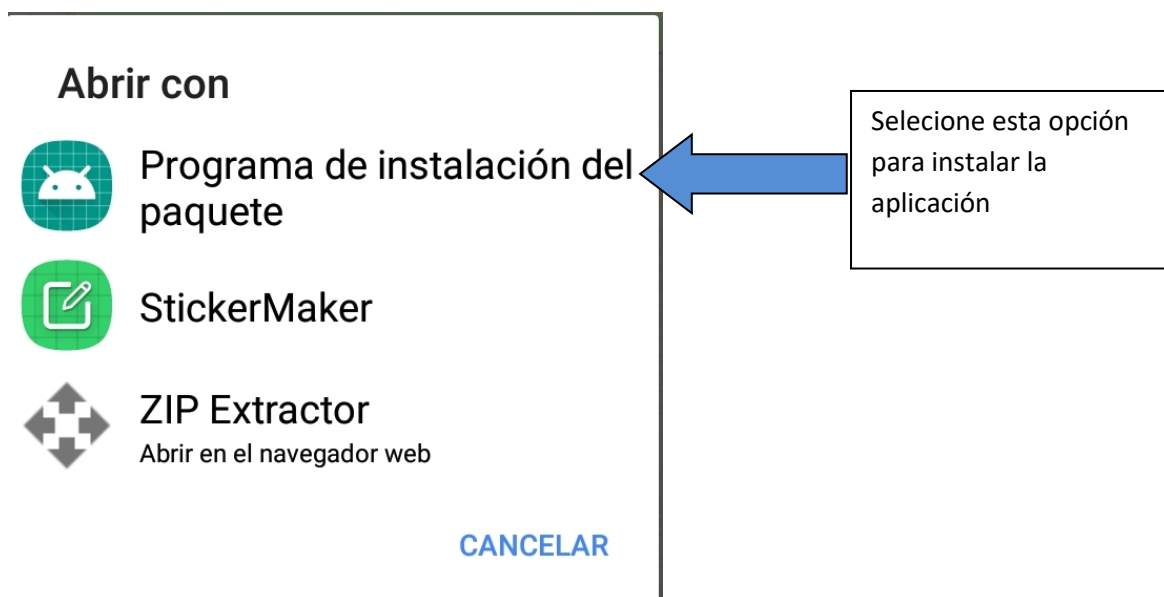 Abrir con
Programa de instalación del
paquete
StickerMaker
ZIP Extractor
Abrir en el navegador web
CANCELAR
Selecione esta opción
para instalar la
aplicación